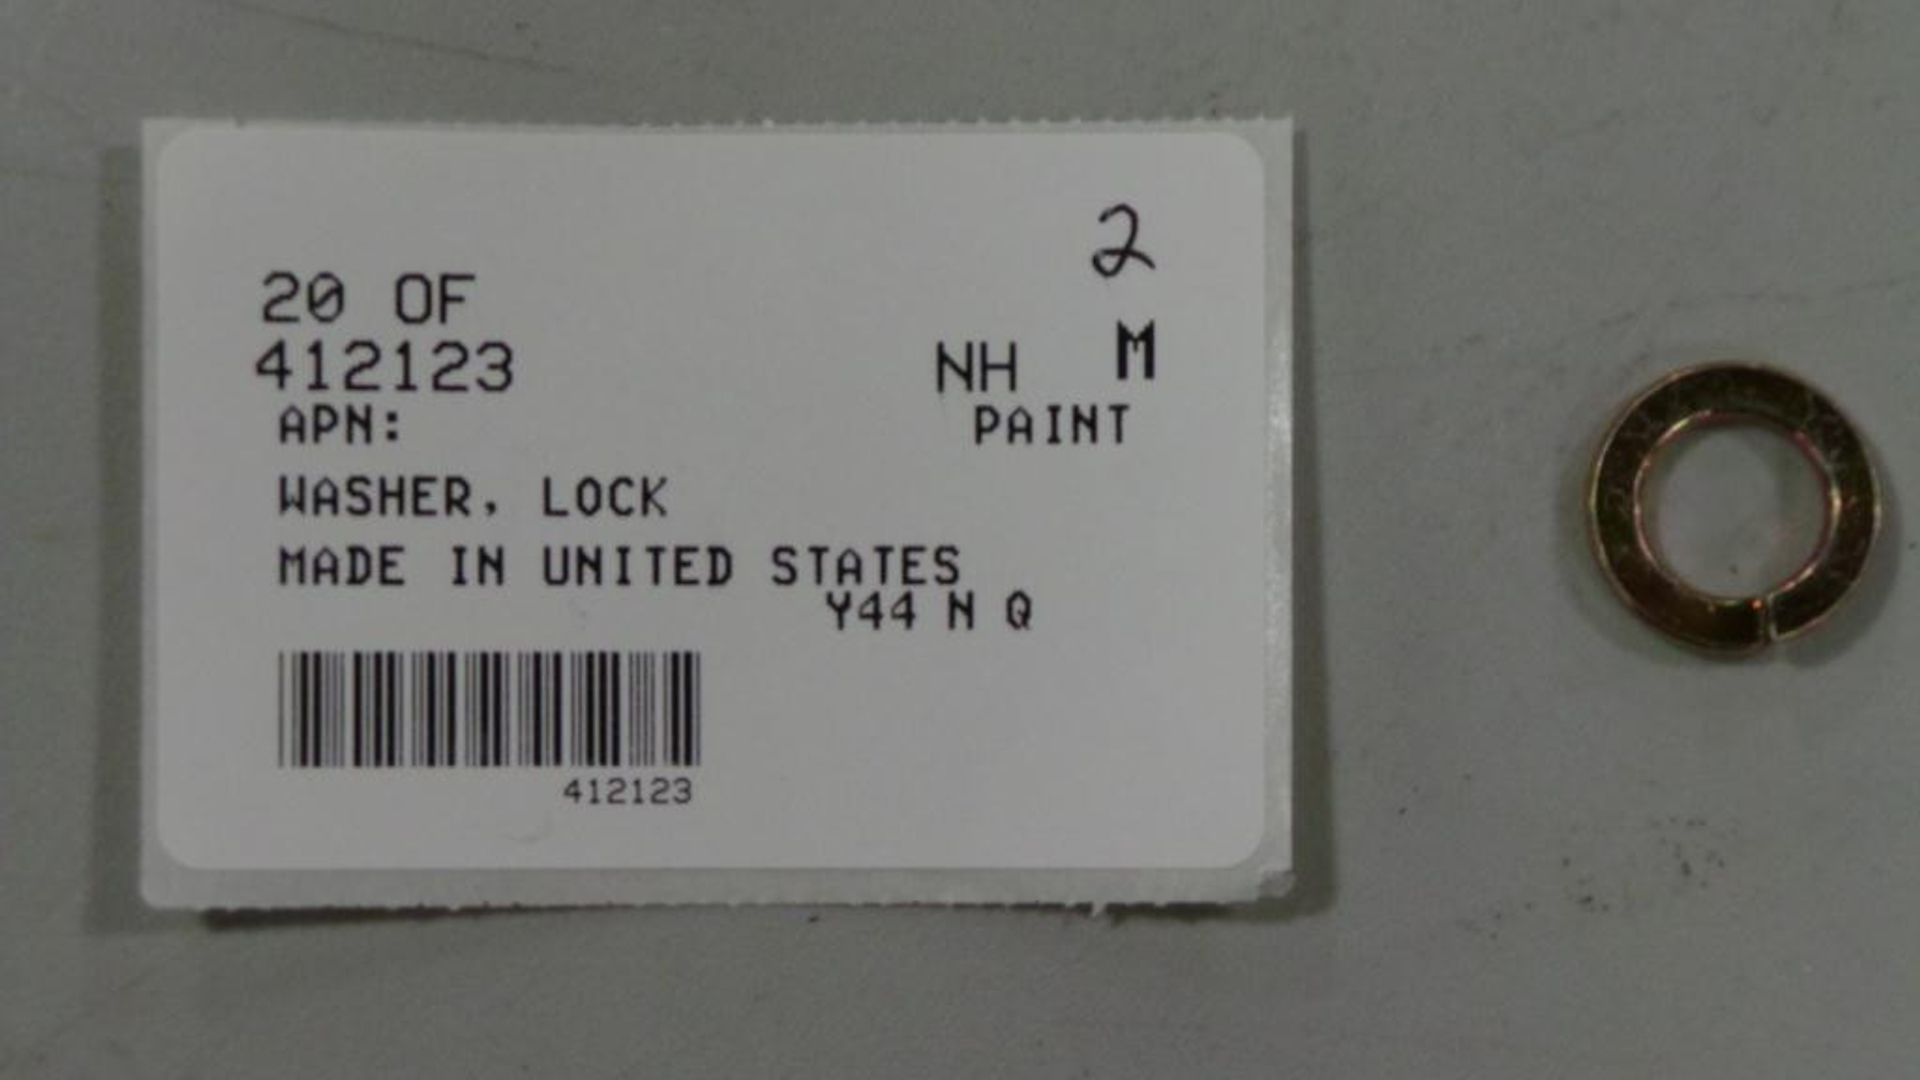 2
20 OF
412123 NH M
APN: PAINT
WASHER, LOCK
MADE IN UNITED STATES
Y44 N Q
412123